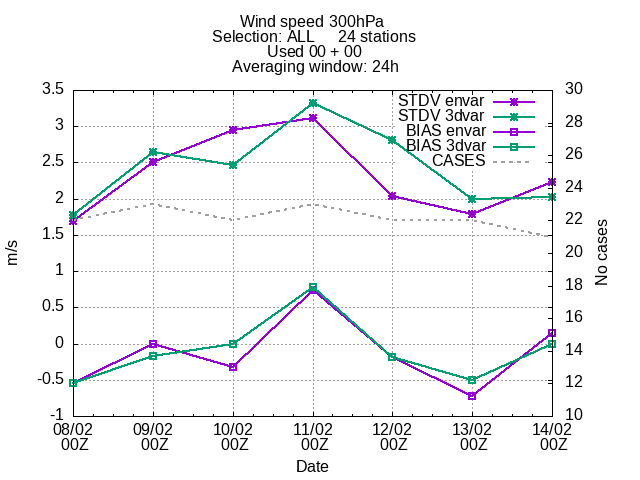 Wind speed 300hPa
Selection: ALL 24 stations
Used 00 + 00
Averaging window: 24h
3.5
3
2.5
2
1.5
1
0.5
0
-0.5
-1
m/s
STDV envar
STDV 3dvar
BIAS envar
BIAS 3dvar
CASES
30
28
26
24
22
20
18
16
14
12
10
No cases
08/02 09/02 10/02 11/02 12/02 13/02 14/02
00Z 00Z 00Z 00Z 00Z 00Z 00Z
Date